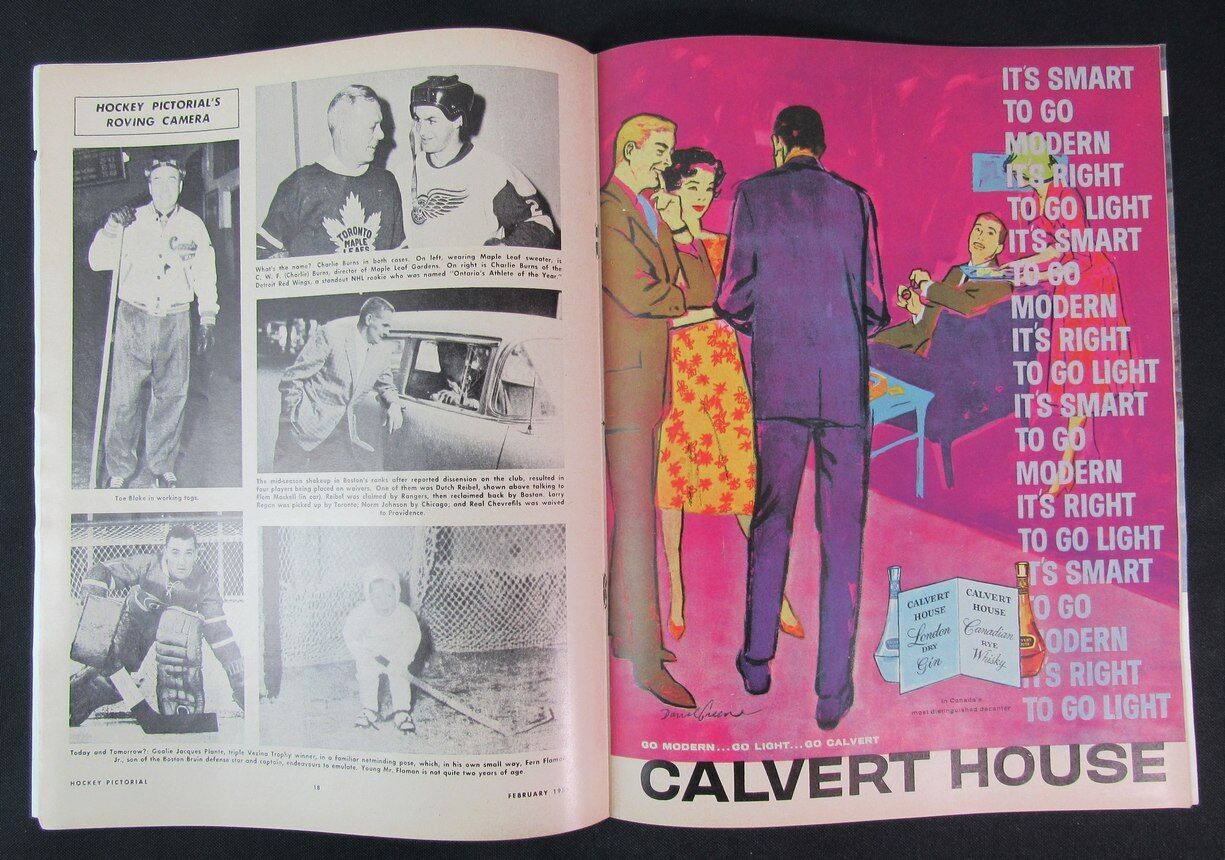 HOCKEY PICTORIAL'S
ROVING CAMERA
TORONTO
MAPLE
LEAFS
What's the name? Charlie Burns in both cases. On left, wearing Maple Leaf sweater, is
C. W. F. (Charlie) Burns, director of Maple Leaf Gardens. On right is Charlie Burns of the
Detroit Red Wings, a standout NHL rookie who was named "Ontario's Athlete of the Year."
Toe Blake in working togs.
The mid-season shakeup in Boston's ranks after reported dissension on the club, resulted in
four players being placed on waivers. One of them was Dutch Reibel, shown above talking to
Flem Mackell (in car). Reibel was claimed by Rangers, then reclaimed back by Boston. Larry
Regan was picked up by Toronto; Norm Johnson by Chicago; and Real Chevrefils was waived
to Providence.
Today and Tomorrow?: Goalie Jacques Plante, triple Vezina Trophy winner, in a familiar netminding pose, which, in his own small way, Fern Flaman
Jr., son of the Boston Bruin defense star and captain, endeavours to emulate. Young Mr. Flaman is not quite two years of age.
HOCKEY PICTORIAL
18
FEBRUARY
IT'S SMART
TO GO
MODERN
IT'S RIGHT
TO GO LIGHT
IT'S SMART
TO GO
MODERN
IT'S RIGHT
TO GO LIGHT
IT'S SMART
TO GO
MODERN
IT'S RIGHT
TO GO LIGHT
IT'S SMART
TO GO
MODERN
IT'S RIGHT
TO GO LIGHT
CALVERT
HOUSE
London
DRY
Gin
CALVERT
HOUSE
Canadian
RYE
Whisky
In Canada's
most distinguished decanter
GO MODERN...GO LIGHT...GO CALVERT
CALVERT HOUSE